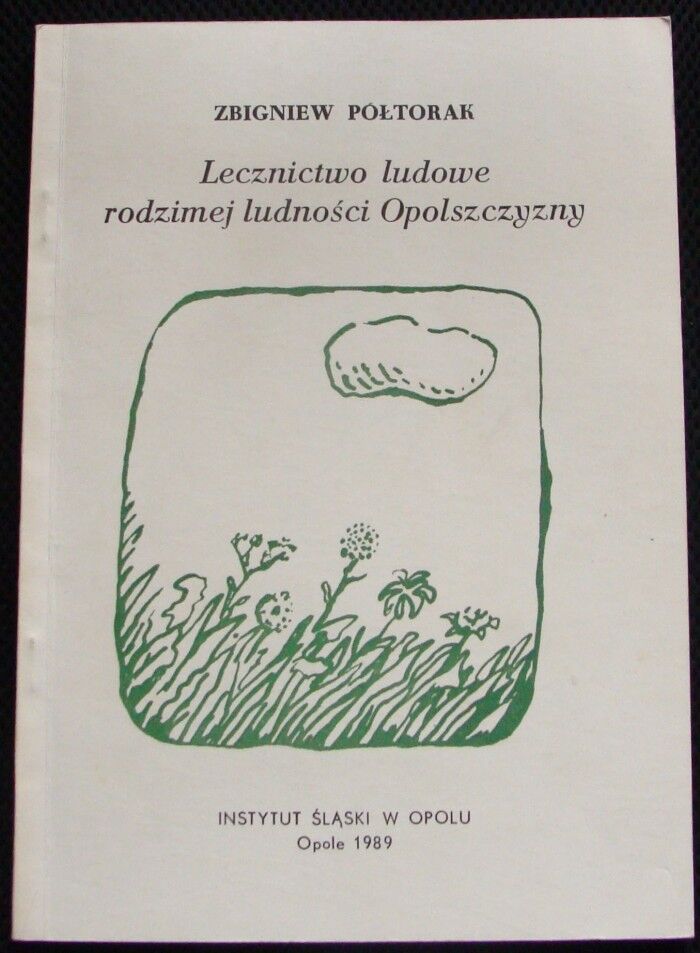 ZBIGNIEW PÓŁTORAK
Lecznictwo ludowe
rodzimej ludności Opolszczyzny
INSTYTUT ŚLĄSKI W OPOLU
Opole 1989